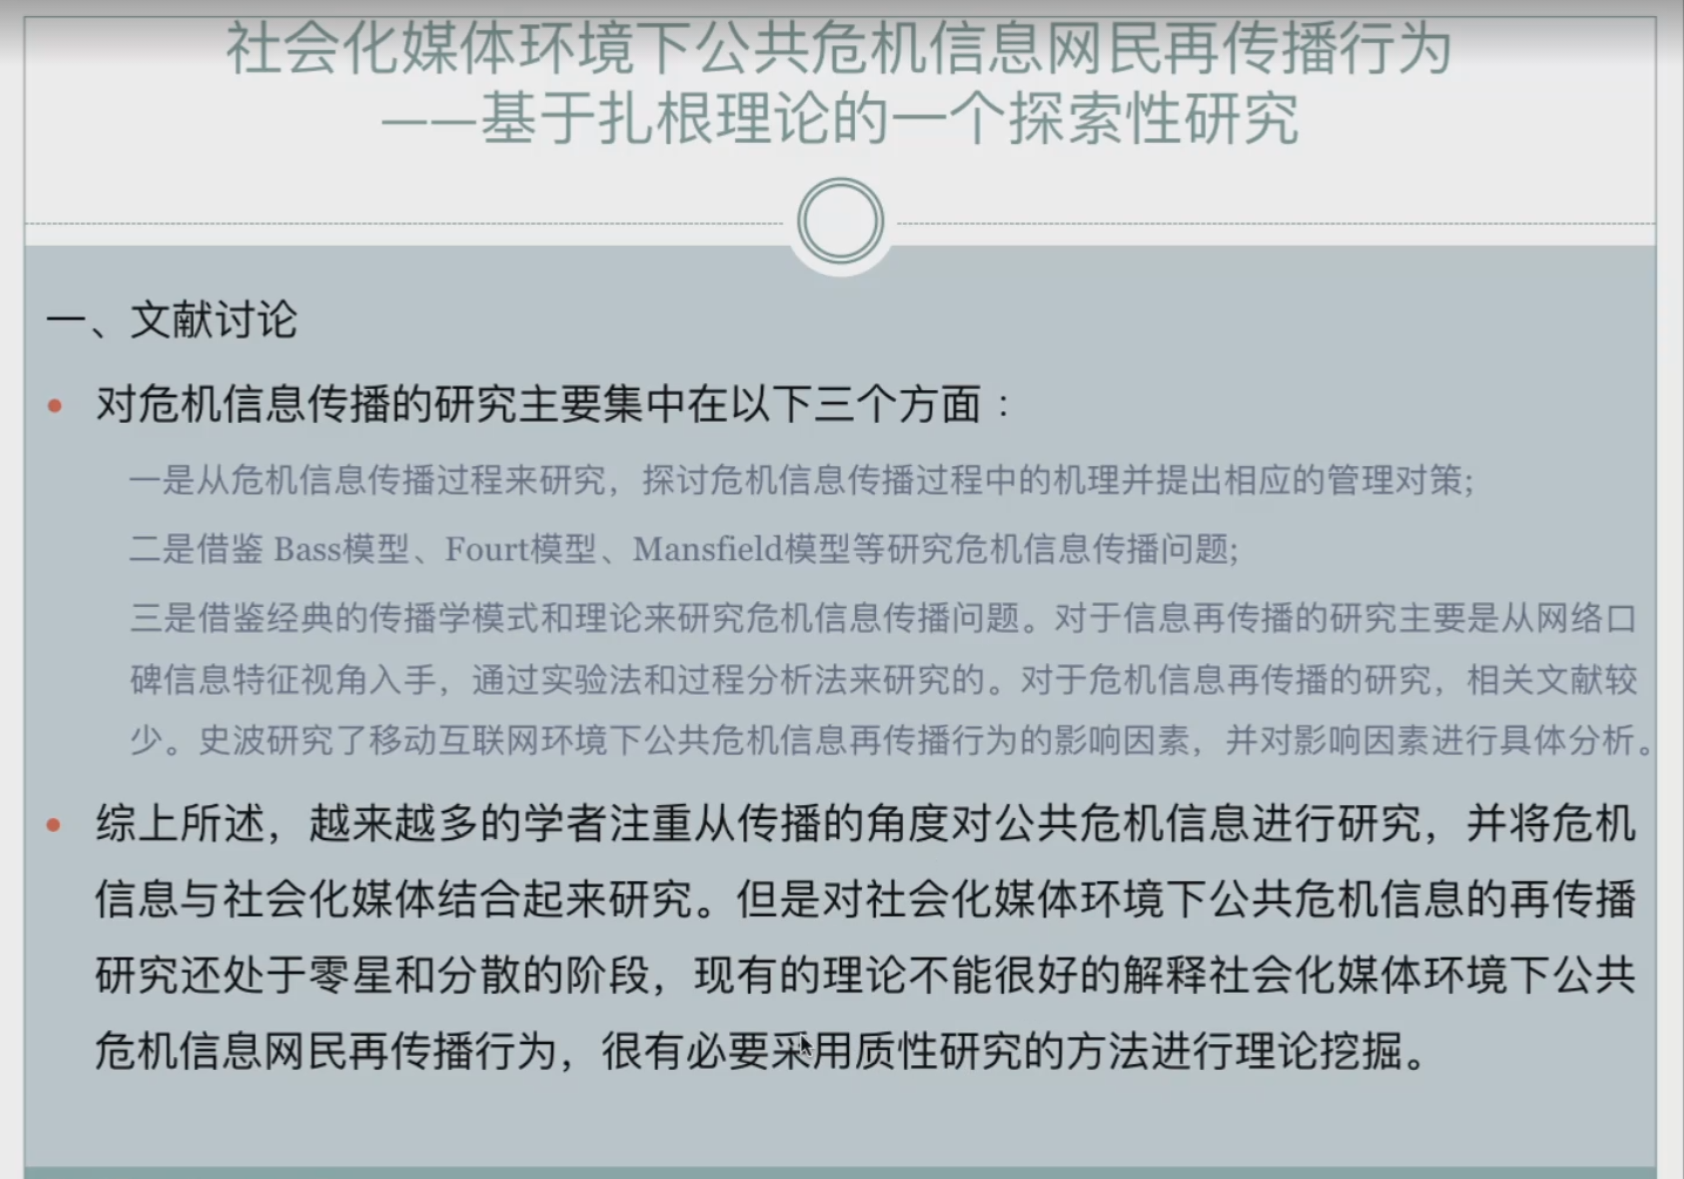 社会化媒体环境下公共危机信息网民再传播行为
——基于扎根理论的一个探索性研究
一、文献讨论
• 对危机信息传播的研究主要集中在以下三个方面：
一是从危机信息传播过程来研究，探讨危机信息传播过程中的机理并提出相应的管理对策;
二是借鉴 Bass模型、Fourt模型、Mansfield模型等研究危机信息传播问题;
三是借鉴经典的传播学模式和理论来研究危机信息传播问题。对于信息再传播的研究主要是从网络口
碑信息特征视角入手，通过实验法和过程分析法来研究的。对于危机信息再传播的研究，相关文献较
少。史波研究了移动互联网环境下公共危机信息再传播行为的影响因素，并对影响因素进行具体分析。
• 综上所述，越来越多的学者注重从传播的角度对公共危机信息进行研究，并将危机
信息与社会化媒体结合起来研究。但是对社会化媒体环境下公共危机信息的再传播
研究还处于零星和分散的阶段，现有的理论不能很好的解释社会化媒体环境下公共
危机信息网民再传播行为，很有必要采用质性研究的方法进行理论挖掘。